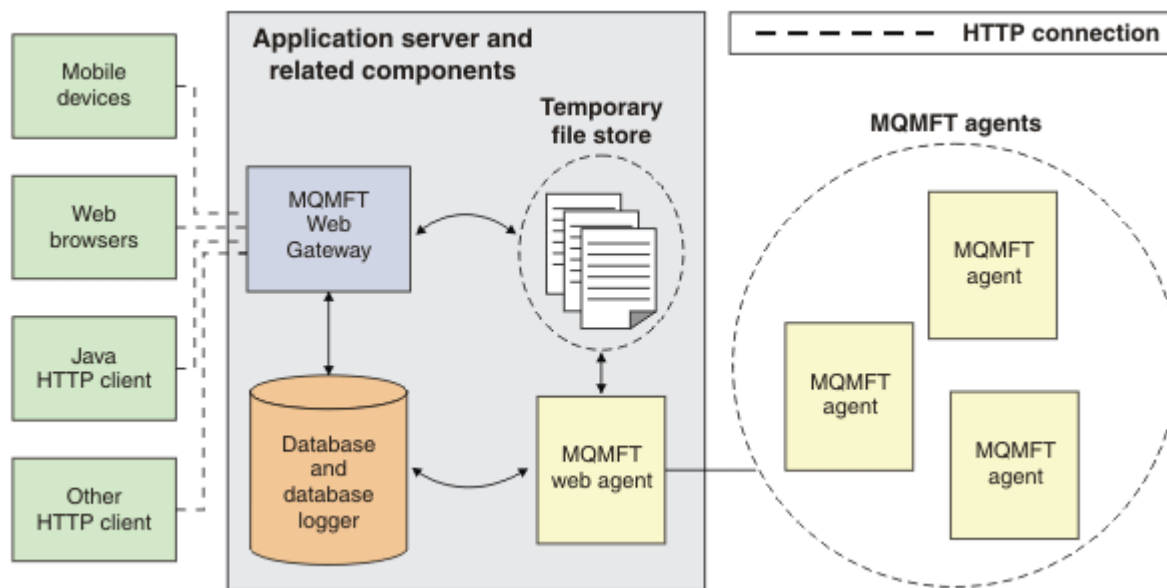 Mobile
devices
Web
browsers
Java
HTTP client
Other
HTTP client
Application server and
related components
MQMFT
Web
Gateway
Temporary
file store
Database
and
database
logger
MQMFT
web agent
HTTP connection
MQMFT agents
MQMFT
agent
MQMFT
agent
MQMFT
agent